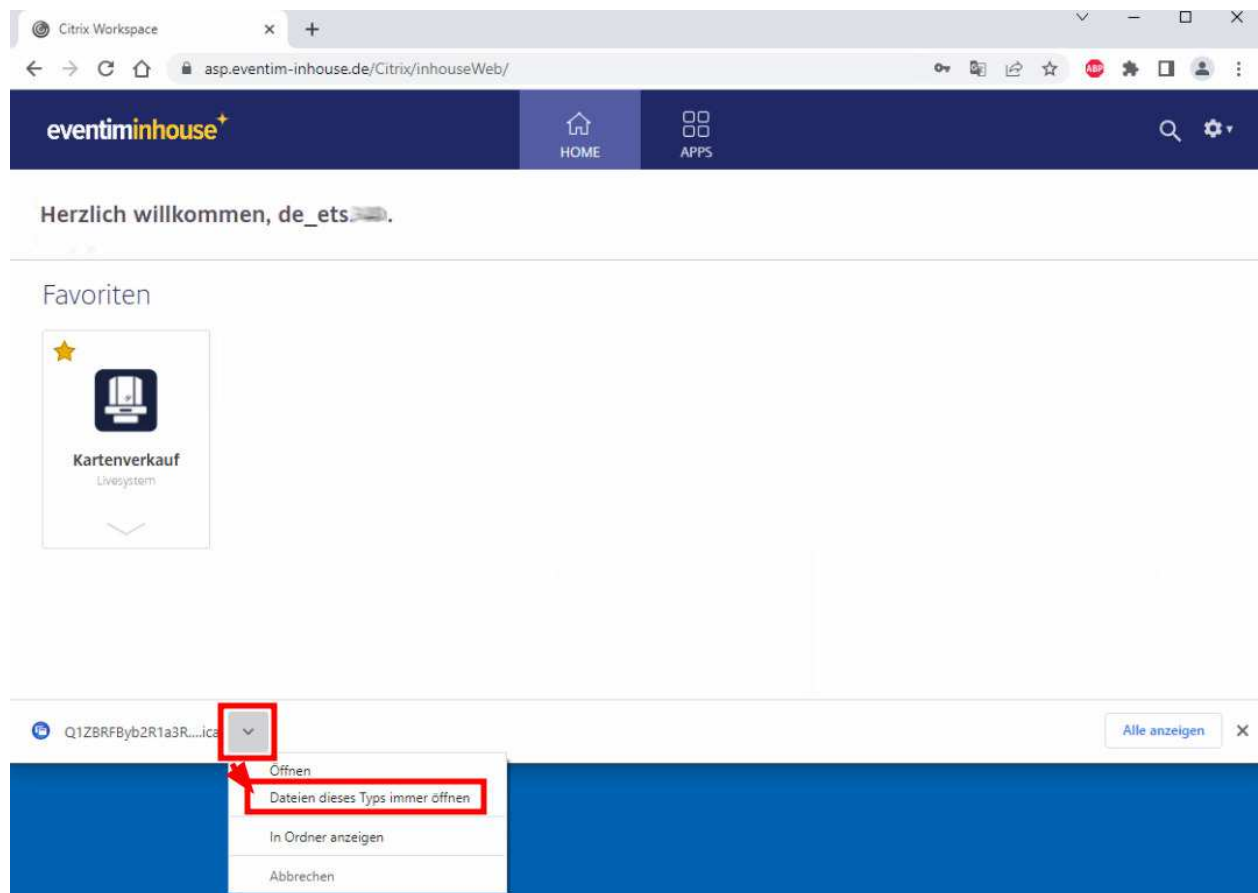 Citrix Workspace
asp.eventim-inhouse.de/Citrix/inhouseWeb/
ABP
eventiminhouse
HOME
APPS
Herzlich willkommen, de_ets.
Favoriten
Kartenverkauf
Livesystem
Q1ZBRFByb2R1a3R....ica
Alle anzeigen
Öffnen
Dateien dieses Typs immer öffnen
In Ordner anzeigen
Abbrechen